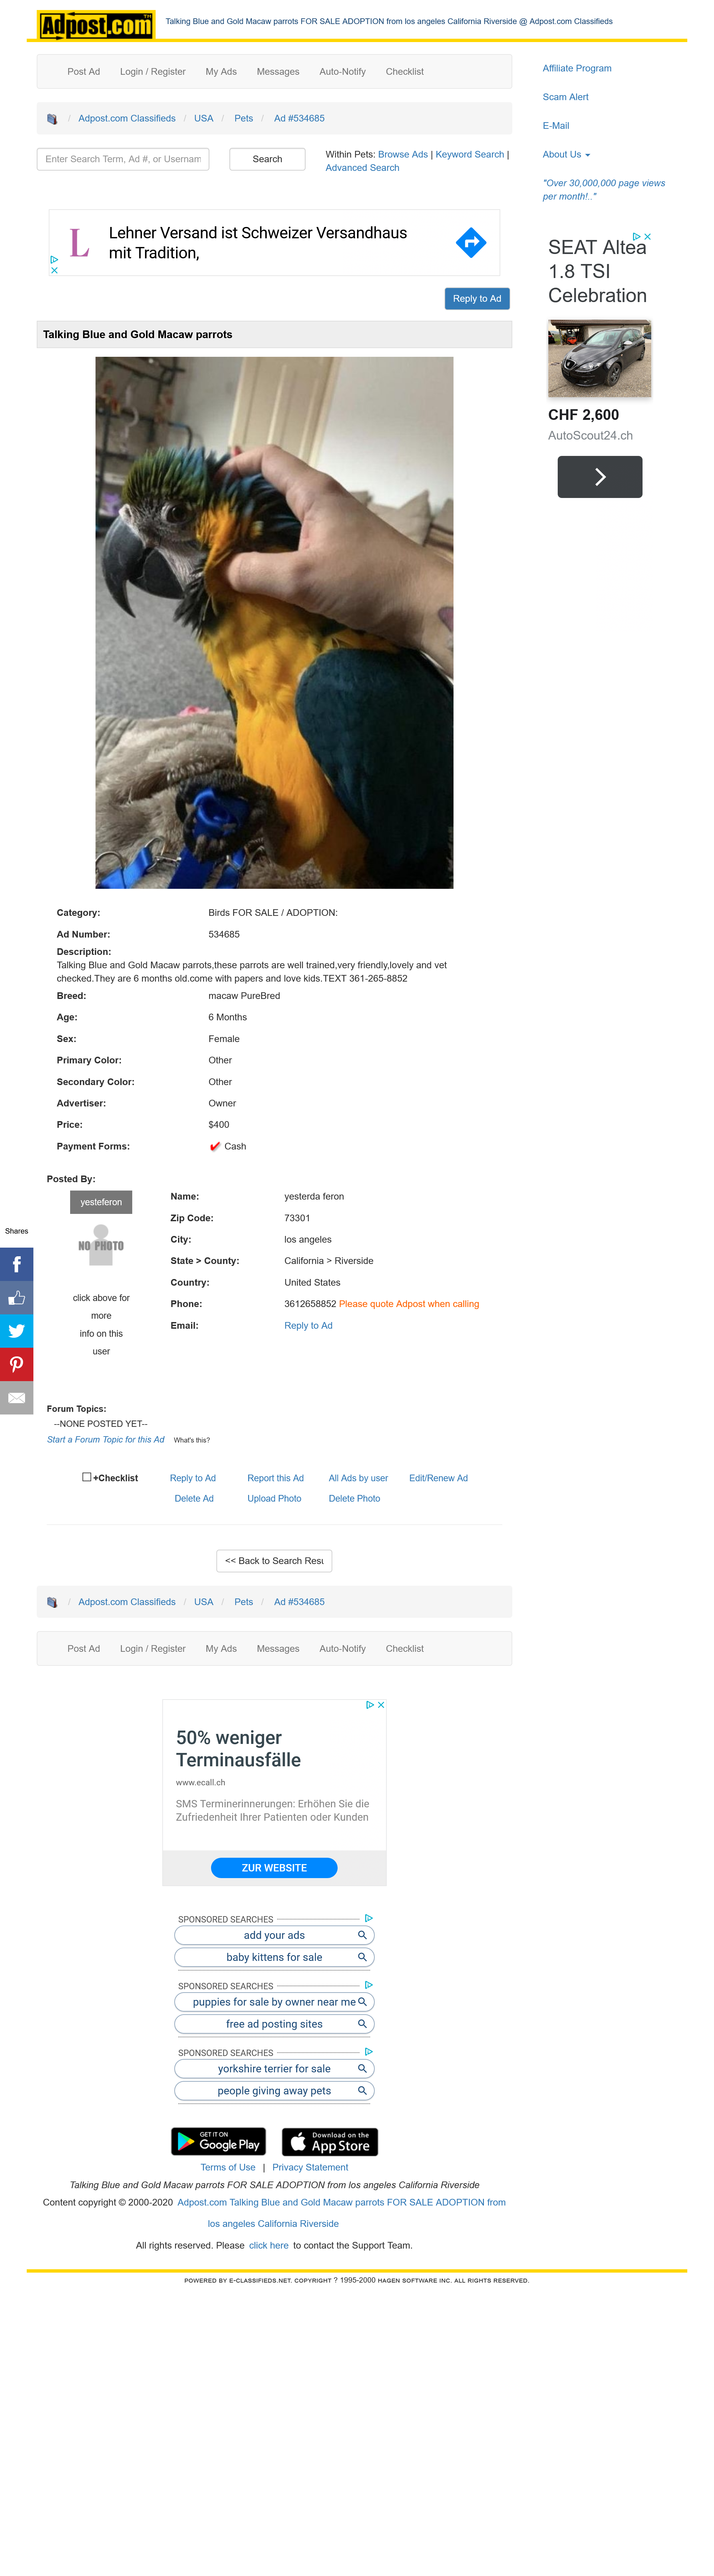 Adpost.com TM
Talking Blue and Gold Macaw parrots FOR SALE ADOPTION from los angeles California Riverside @ Adpost.com Classifieds
Post Ad Login / Register My Ads Messages Auto-Notify Checklist
/ Adpost.com Classifieds / USA / Pets / Ad #534685
Enter Search Term, Ad #, or Usernam
Search
Within Pets: Browse Ads | Keyword Search |
Advanced Search
Affiliate Program
Scam Alert
E-Mail
About Us
"Over 30,000,000 page views
per month!.."
L
Lehner Versand ist Schweizer Versandhaus
mit Tradition,
SEAT Altea
1.8 TSI
Celebration
CHF 2,600
AutoScout24.ch
Reply to Ad
Talking Blue and Gold Macaw parrots
Category: Birds FOR SALE / ADOPTION:
Ad Number: 534685
Description:
Talking Blue and Gold Macaw parrots,these parrots are well trained,very friendly,lovely and vet
checked.They are 6 months old.come with papers and love kids.TEXT 361-265-8852
Breed: macaw PureBred
Age: 6 Months
Sex: Female
Primary Color: Other
Secondary Color: Other
Advertiser: Owner
Price: $400
Payment Forms: Cash
Posted By:
yesteferon
NO PHOTO
click above for
more
info on this
user
Name: yesterda feron
Zip Code: 73301
City: los angeles
State > County: California > Riverside
Country: United States
Phone: 3612658852 Please quote Adpost when calling
Email: Reply to Ad
Shares
Forum Topics:
--NONE POSTED YET--
Start a Forum Topic for this Ad What's this?
+Checklist Reply to Ad Report this Ad All Ads by user Edit/Renew Ad
Delete Ad Upload Photo Delete Photo
<< Back to Search Resu
/ Adpost.com Classifieds / USA / Pets / Ad #534685
Post Ad Login / Register My Ads Messages Auto-Notify Checklist
50% weniger
Terminausfälle
www.ecall.ch
SMS Terminerinnerungen: Erhöhen Sie die
Zufriedenheit Ihrer Patienten oder Kunden
ZUR WEBSITE
SPONSORED SEARCHES
add your ads
baby kittens for sale
SPONSORED SEARCHES
puppies for sale by owner near me
free ad posting sites
SPONSORED SEARCHES
yorkshire terrier for sale
people giving away pets
GET IT ON
Google Play
Download on the
App Store
Terms of Use | Privacy Statement
Talking Blue and Gold Macaw parrots FOR SALE ADOPTION from los angeles California Riverside
Content copyright © 2000-2020 Adpost.com Talking Blue and Gold Macaw parrots FOR SALE ADOPTION from
los angeles California Riverside
All rights reserved. Please click here to contact the Support Team.
POWERED BY E-CLASSIFIEDS.NET. COPYRIGHT ? 1995-2000 HAGEN SOFTWARE INC. ALL RIGHTS RESERVED.